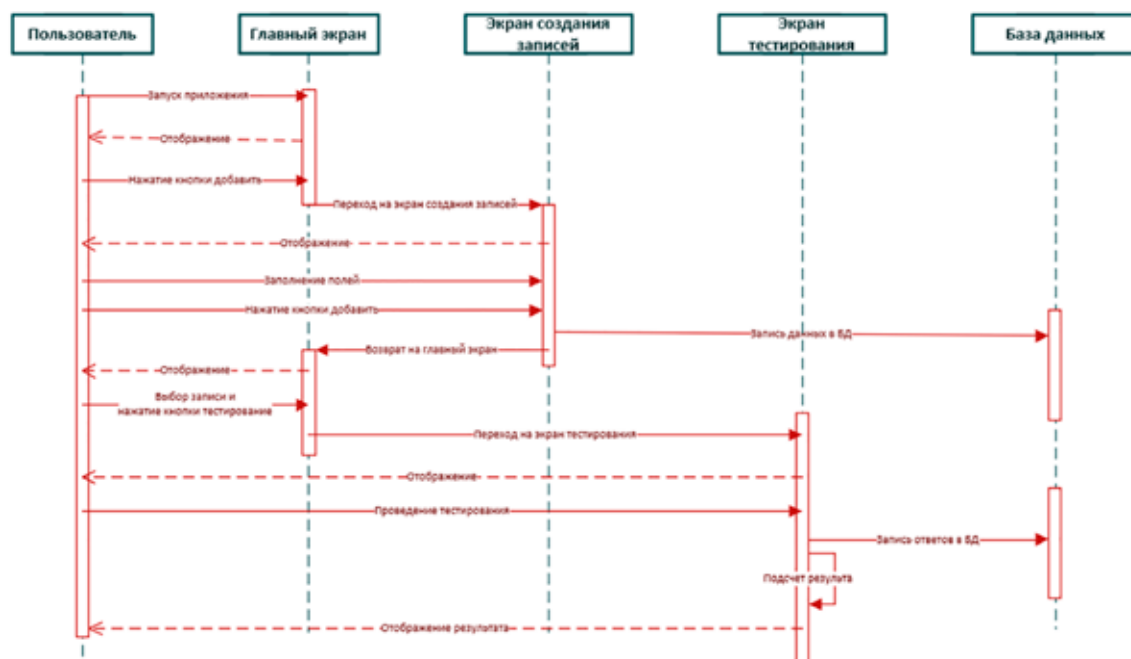 Пользователь
Главный экран
Экран создания
записей
Экран
тестирования
База данных
Запуск приложения
Отображение
Нажатие кнопки добавить
Переход на экран создания записей
Отображение
Заполнение полей
Нажатие кнопки добавить
Запись данных в БД
Возврат на главный экран
Отображение
Выбор записи и
нажатие кнопки тестирование
Переход на экран тестирования
Отображение
Проведение тестирования
Запись ответов в БД
Подсчет результа
Отображение результата